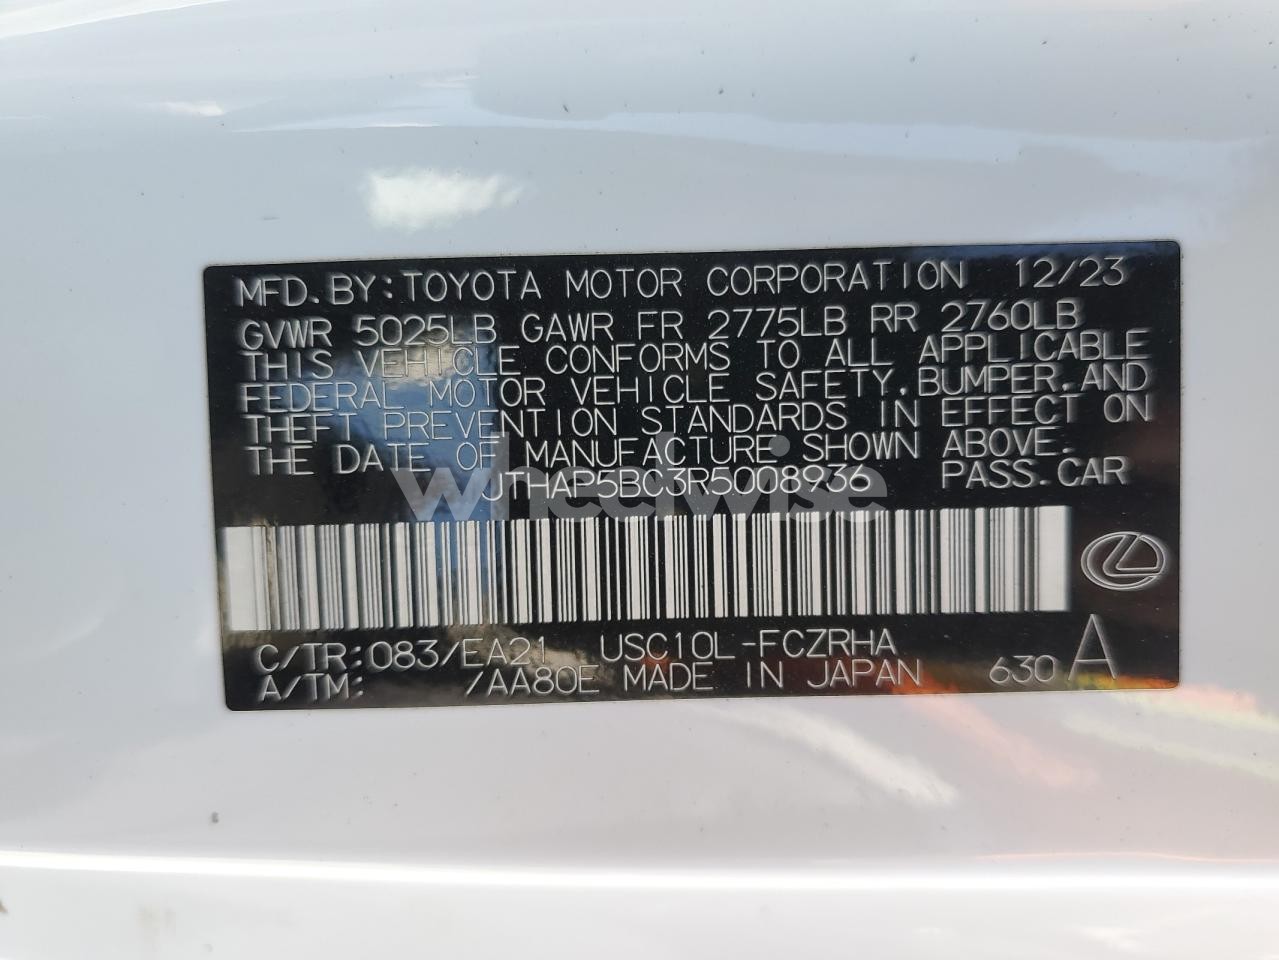 MFD. BY: TOYOTA MOTOR CORPORATION 12/23
GVWR 5025LB GAWR FR 2775LB RR 2760LB
THIS VEHICLE CONFORMS TO ALL APPLICABLE
FEDERAL MOTOR VEHICLE SAFETY, BUMPER, AND
THEFT PREVENTION STANDARDS IN EFFECT ON
THE DATE OF MANUFACTURE SHOWN ABOVE.
JTHAP5BC3R5008936 PASS. CAR
wheelwise
C/TR: 083/EA21 USC10L-FCZRHA
A/TM: /AA80E MADE IN JAPAN 630 A